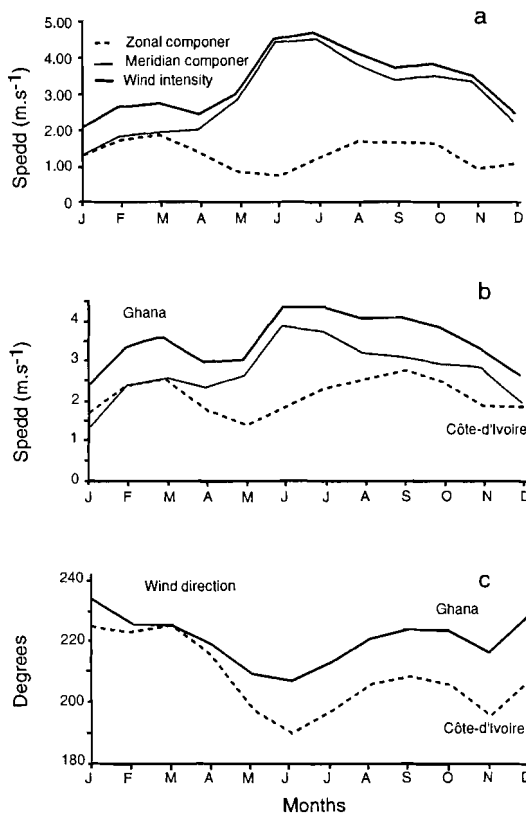 a
Zonal componer
Meridian componer
Wind intensity
5.00
4.00
3.00
2.00
1.00
0
Spedd (m.s-1)
J F M A M J J A S O N D
b
Ghana
4
3
2
1
0
Spedd (m.s-1)
Côte-d'Ivoire
J F M A M J J A S O N D
c
240
220
200
180
Degrees
Wind direction
Ghana
Côte-d'Ivoire
J F M A M J J A S O N D
Months